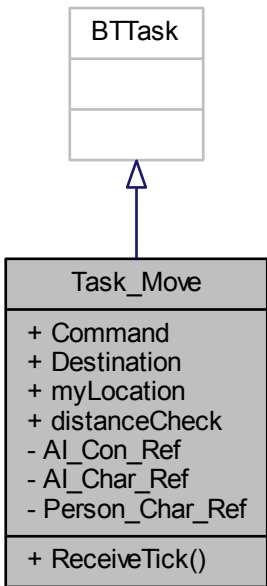 BTTask
Task_Move
+ Command
+ Destination
+ myLocation
+ distanceCheck
- AI_Con_Ref
- AI_Char_Ref
- Person_Char_Ref
+ ReceiveTick()